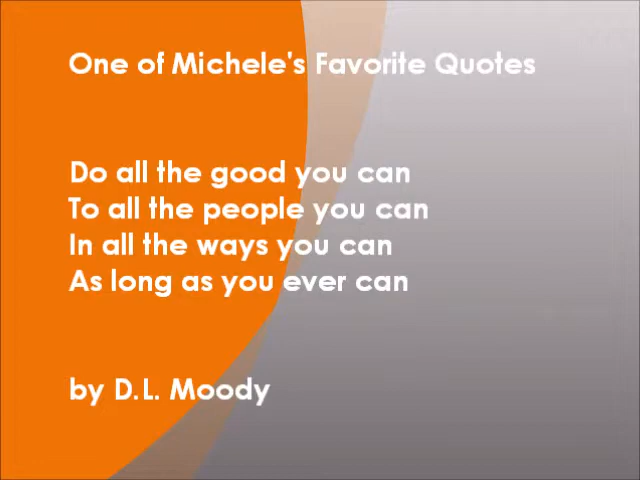 One of Michele's Favorite Quotes
Do all the good you can
To all the people you can
In all the ways you can
As long as you ever can
by D.L. Moody